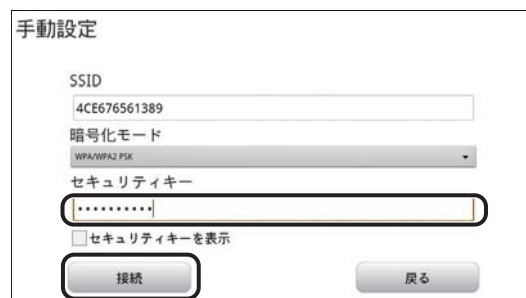 手動設定
SSID
4CE676561389
暗号化モード
WPA/WPA2 PSK
セキュリティキー
••••••••••
セキュリティキーを表示
接続
戻る